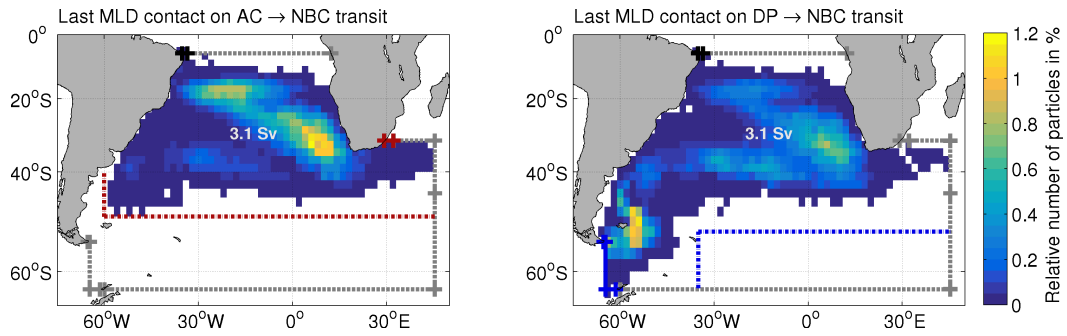 Last MLD contact on AC → NBC transit
Last MLD contact on DP → NBC transit
0°
20°S
40°S
60°S
3.1 Sv
60°W
30°W
0°
30°E
0°
20°S
40°S
60°S
3.1 Sv
60°W
30°W
0°
30°E
1.2
1
0.8
0.6
0.4
0.2
0
Relative number of particles in %